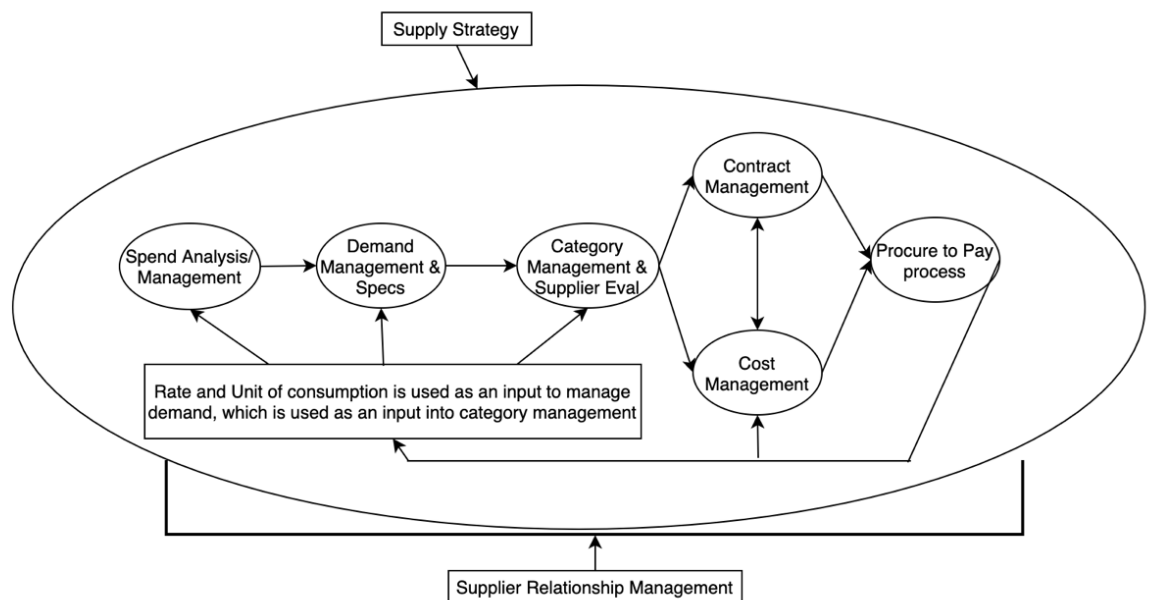 Supply Strategy
Contract
Management
Spend Analysis/
Management
Demand
Management &
Specs
Category
Management &
Supplier Eval
Procure to Pay
process
Cost
Management
Rate and Unit of consumption is used as an input to manage
demand, which is used as an input into category management
Supplier Relationship Management